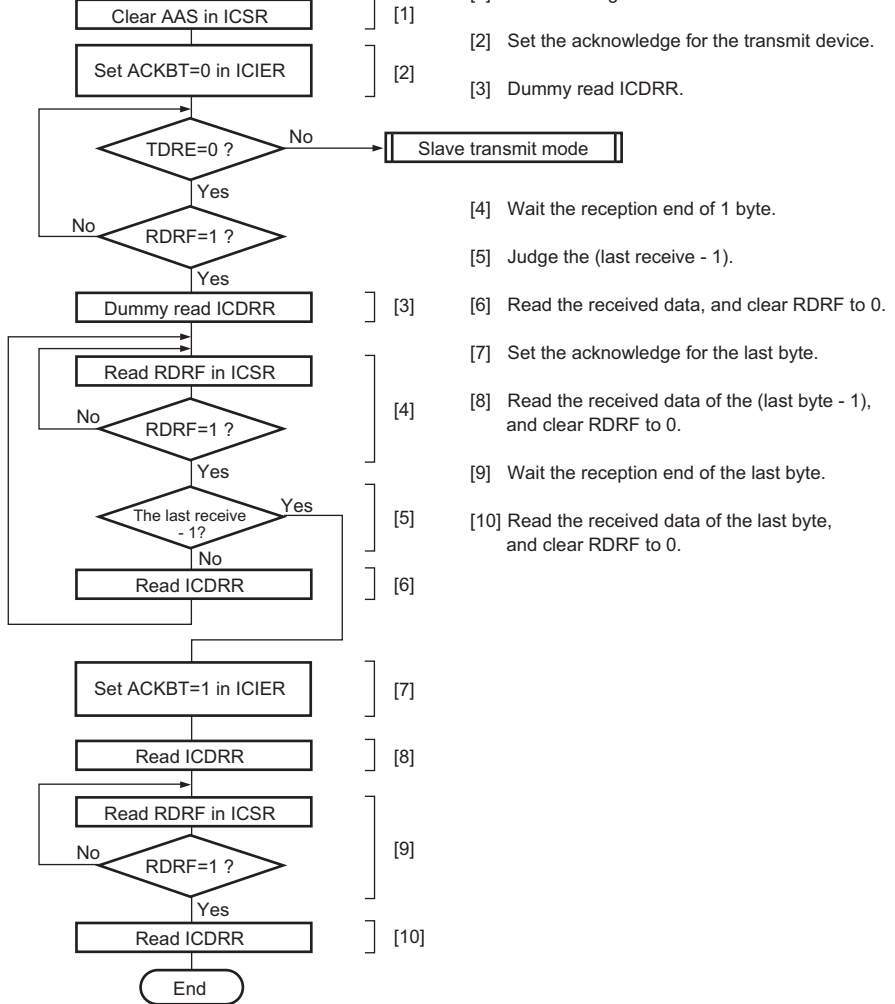 Clear AAS in ICSR
[1]
Set ACKBT=0 in ICIER
[2]
TDRE=0 ?
No
Slave transmit mode
Yes
No
RDRF=1 ?
Yes
Dummy read ICDRR
[3]
Read RDRF in ICSR
No
RDRF=1 ?
[4]
Yes
The last receive
- 1?
Yes
[5]
No
Read ICDRR
[6]
Set ACKBT=1 in ICIER
[7]
Read ICDRR
[8]
Read RDRF in ICSR
No
RDRF=1 ?
[9]
Yes
Read ICDRR
[10]
End
[2] Set the acknowledge for the transmit device.
[3] Dummy read ICDRR.
[4] Wait the reception end of 1 byte.
[5] Judge the (last receive - 1).
[6] Read the received data, and clear RDRF to 0.
[7] Set the acknowledge for the last byte.
[8] Read the received data of the (last byte - 1),
and clear RDRF to 0.
[9] Wait the reception end of the last byte.
[10] Read the received data of the last byte,
and clear RDRF to 0.